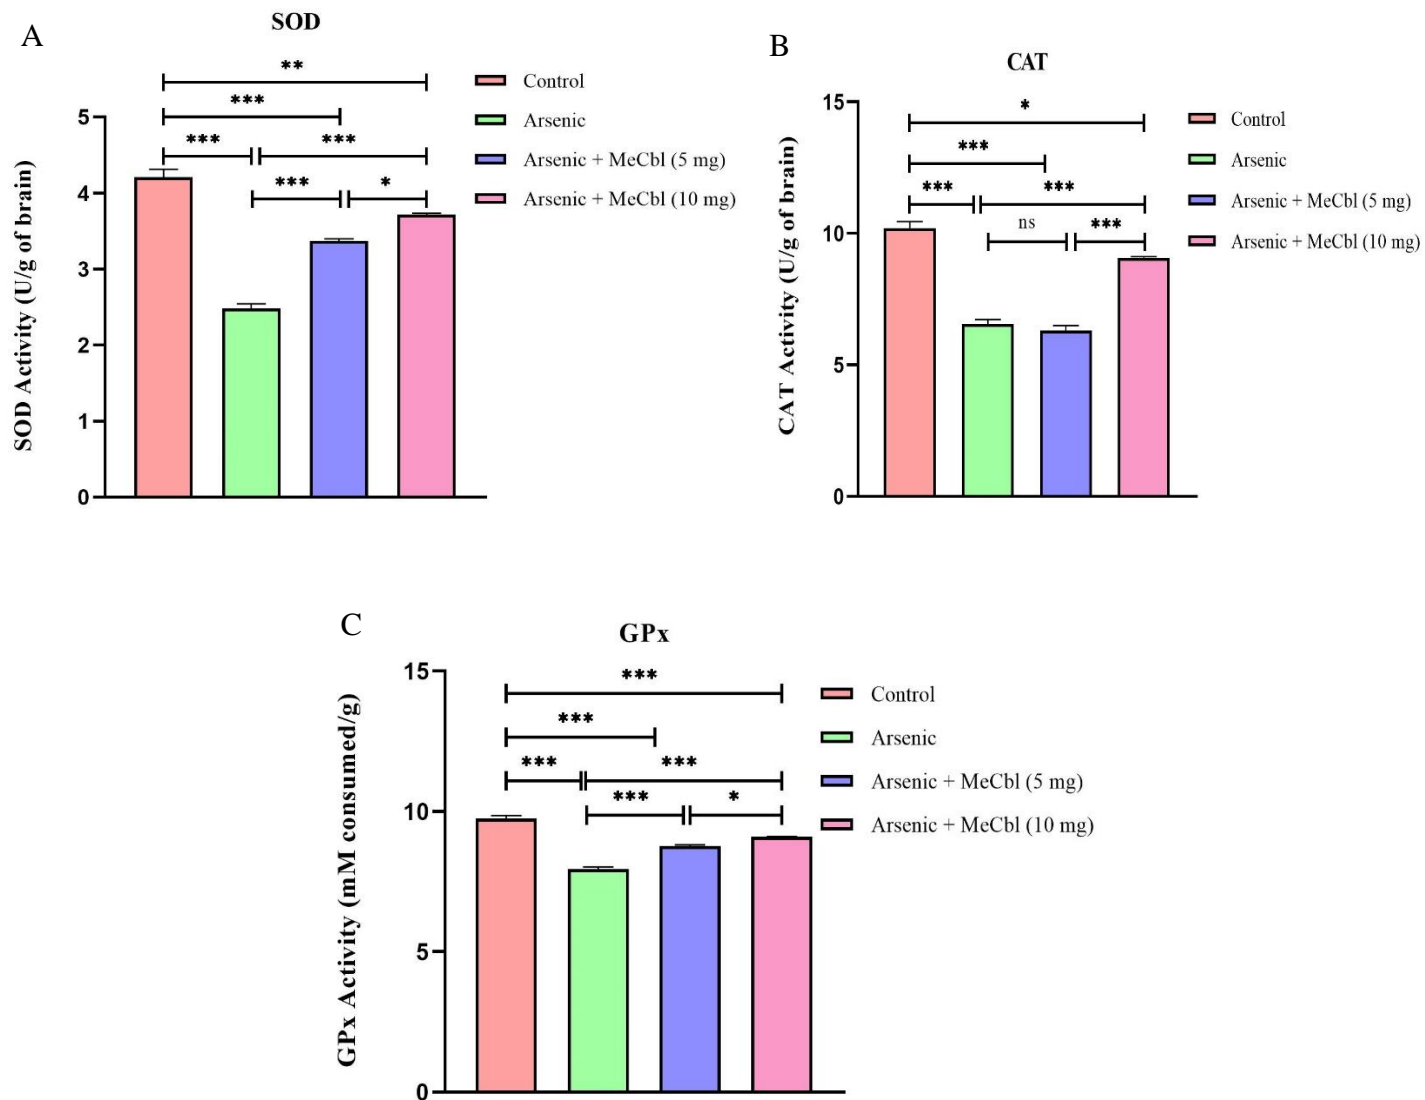 A
SOD
**
***
***
***
***
*
SOD Activity (U/g of brain)
5
4
3
2
1
0
Control
Arsenic
Arsenic + MeCbl (5 mg)
Arsenic + MeCbl (10 mg)
B
CAT
*
***
***
***
ns
***
CAT Activity (U/g of brain)
15
10
5
0
Control
Arsenic
Arsenic + MeCbl (5 mg)
Arsenic + MeCbl (10 mg)
C
GPx
***
***
***
***
***
*
GPx Activity (mM consumed/g)
15
10
5
0
Control
Arsenic
Arsenic + MeCbl (5 mg)
Arsenic + MeCbl (10 mg)